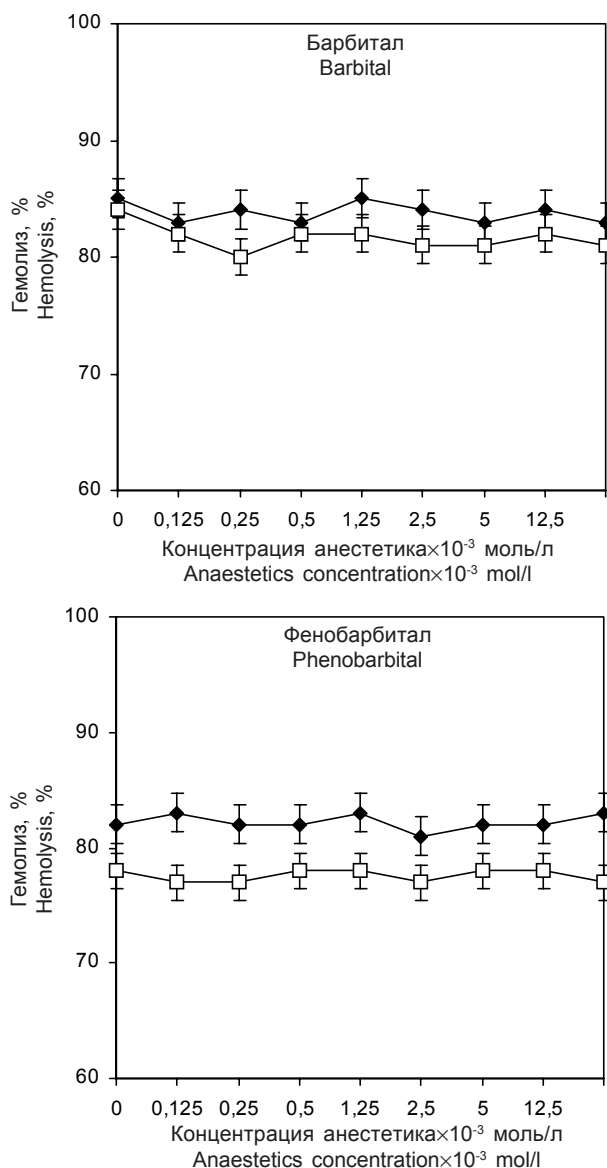 100
90
80
70
60
Гемолиз, %
Hemolysis, %
Барбитал
Barbital
0 0,125 0,25 0,5 1,25 2,5 5 12,5
Концентрация анестетика×10⁻³ моль/л
Anaestetics concentration×10⁻³ mol/l
100
90
80
70
60
Гемолиз, %
Hemolysis, %
Фенобарбитал
Phenobarbital
0 0,125 0,25 0,5 1,25 2,5 5 12,5
Концентрация анестетика×10⁻³ моль/л
Anaestetics concentration×10⁻³ mol/l